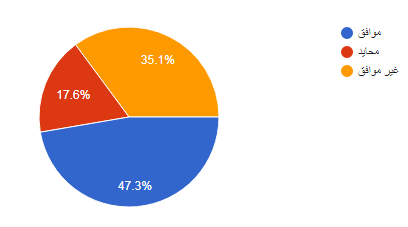 موافق
محايد
غير موافق
35.1%
17.6%
47.3%